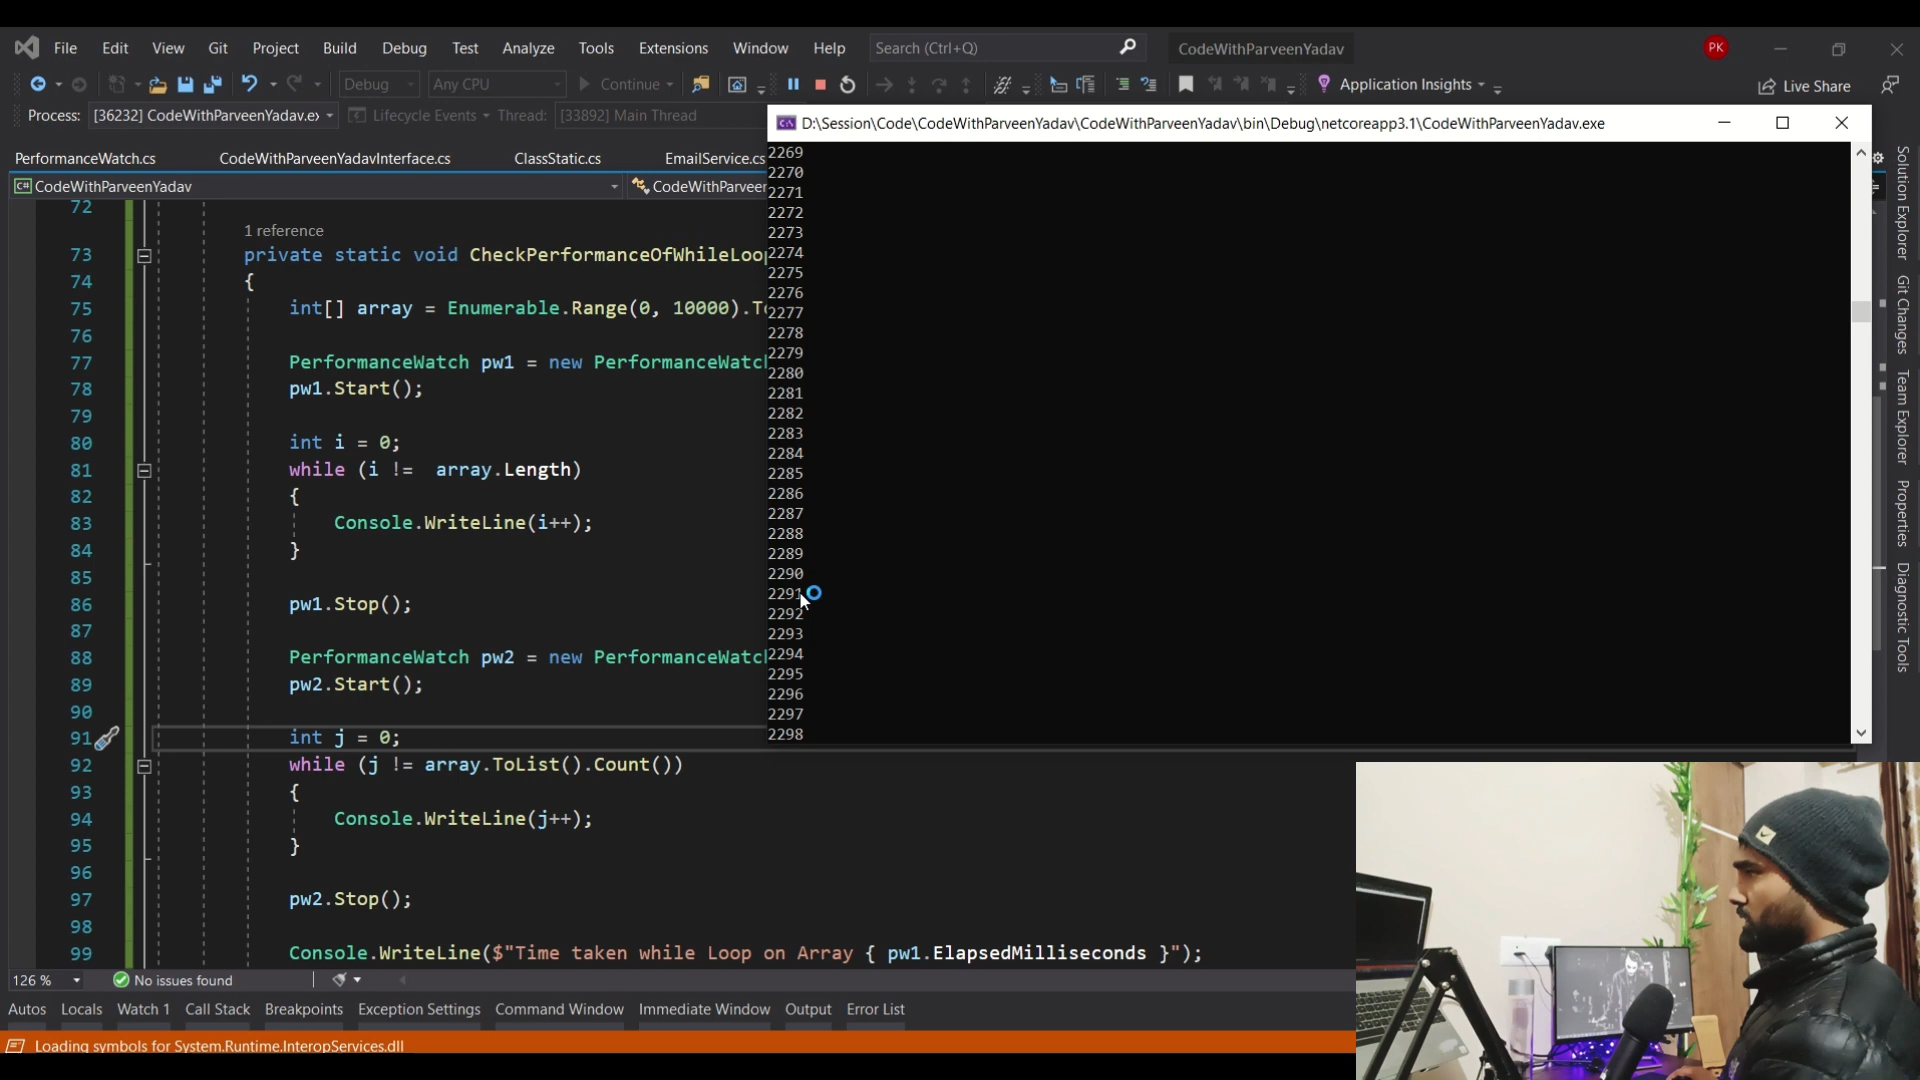 File Edit View Git Project Build Debug Test Analyze Tools Extensions Window Help Search (Ctrl+Q) CodeWithParveenYadav PK
Debug Any CPU Continue Application Insights Live Share
Process: [36232] CodeWithParveenYadav.ex Lifecycle Events Thread: [33892] Main Thread
D:\Session\Code\CodeWithParveenYadav\CodeWithParveenYadav\bin\Debug\netcoreapp3.1\CodeWithParveenYadav.exe
PerformanceWatch.cs CodeWithParveenYadavInterface.cs ClassStatic.cs EmailService.cs
CodeWithParveenYadav CodeWithParveen
72
1 reference
73 private static void CheckPerformanceOfWhileLoop
74 {
75 int[] array = Enumerable.Range(0, 10000).To
76
77 PerformanceWatch pw1 = new PerformanceWatch
78 pw1.Start();
79
80 int i = 0;
81 while (i !=  array.Length)
82 {
83 Console.WriteLine(i++);
84 }
85
86 pw1.Stop();
87
88 PerformanceWatch pw2 = new PerformanceWatch
89 pw2.Start();
90
91 int j = 0;
92 while (j != array.ToList().Count())
93 {
94 Console.WriteLine(j++);
95 }
96
97 pw2.Stop();
98
99 Console.WriteLine($"Time taken while Loop on Array { pw1.ElapsedMilliseconds }");
2269
2270
2271
2272
2273
2274
2275
2276
2277
2278
2279
2280
2281
2282
2283
2284
2285
2286
2287
2288
2289
2290
2291
2292
2293
2294
2295
2296
2297
2298
Solution Explorer
Git Changes
Team Explorer
Properties
Diagnostic Tools
126 % No issues found
Autos Locals Watch 1 Call Stack Breakpoints Exception Settings Command Window Immediate Window Output Error List
Loading symbols for System.Runtime.InteropServices.dll